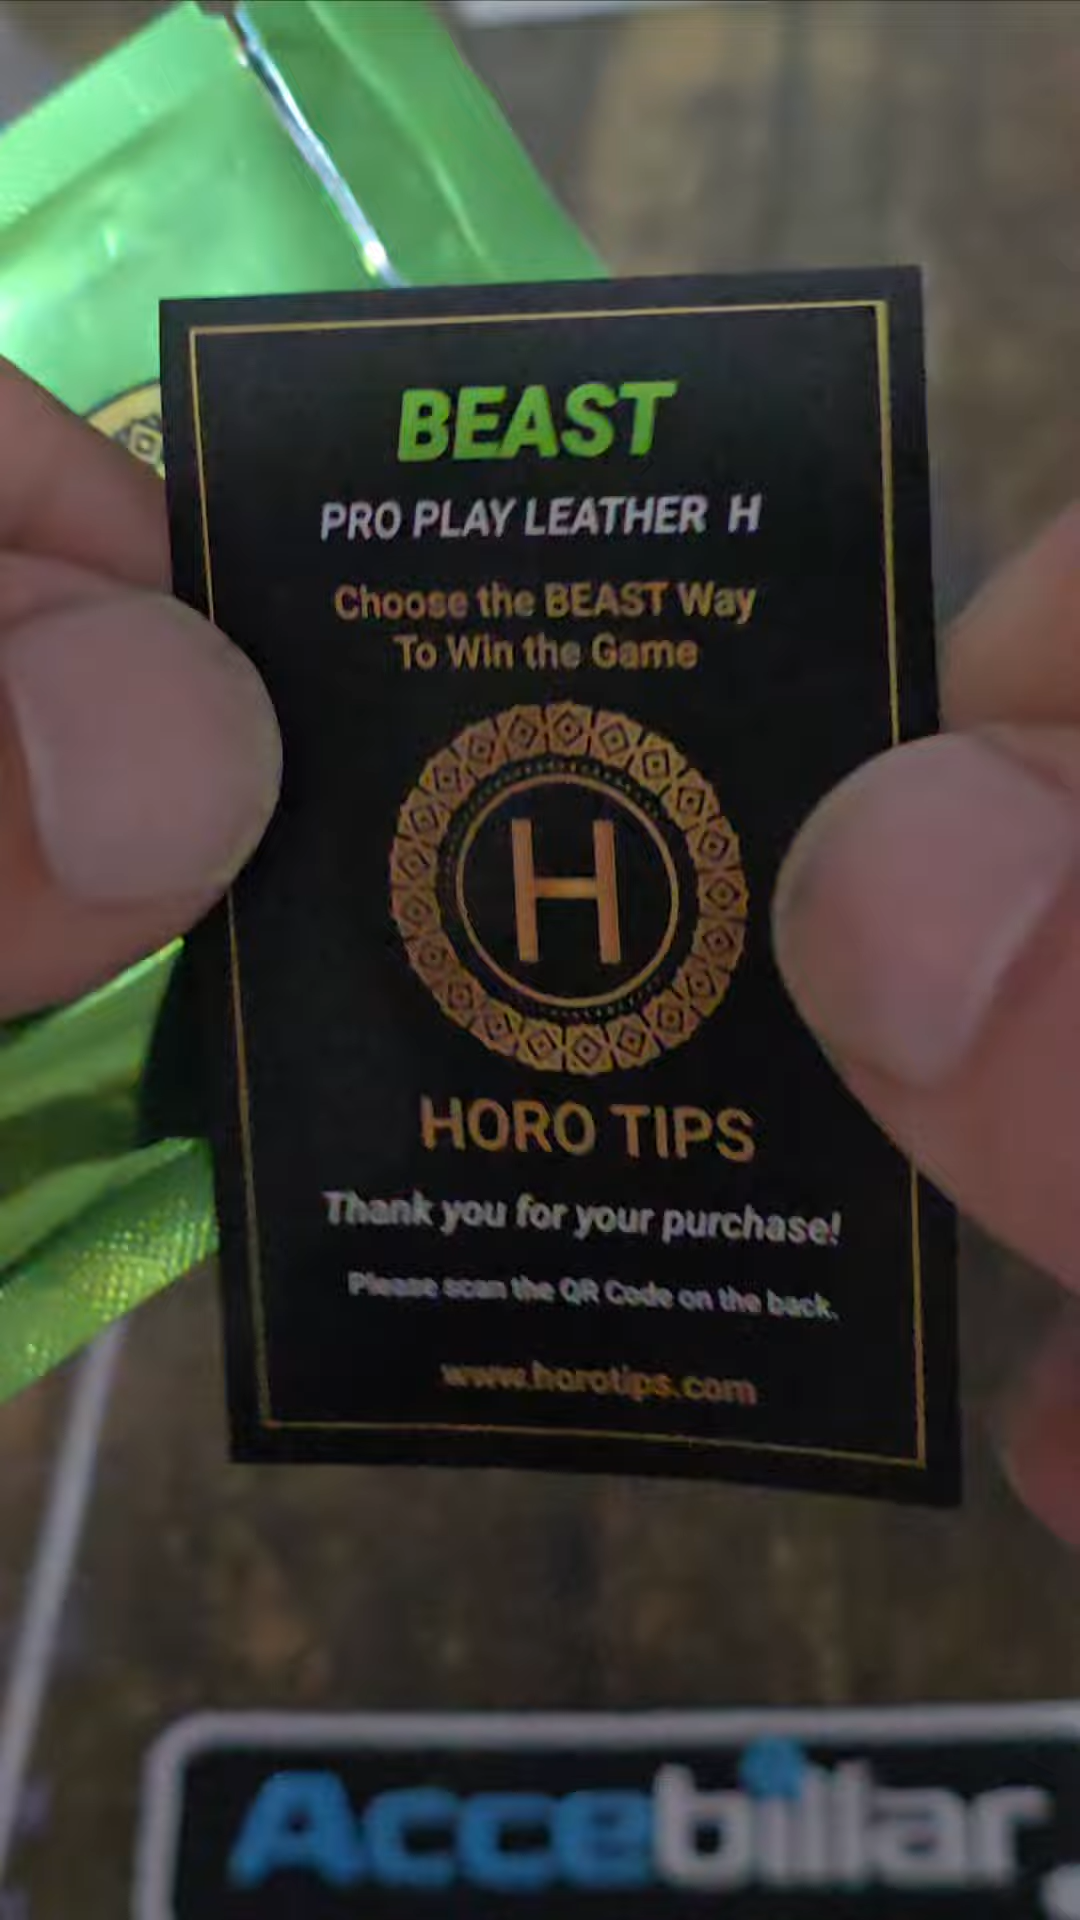 BEAST
PRO PLAY LEATHER H
Choose the BEAST Way
To Win the Game
H
HORO TIPS
Thank you for your purchase!
Please scan the QR Code on the back.
www.horotips.com
Accebillar